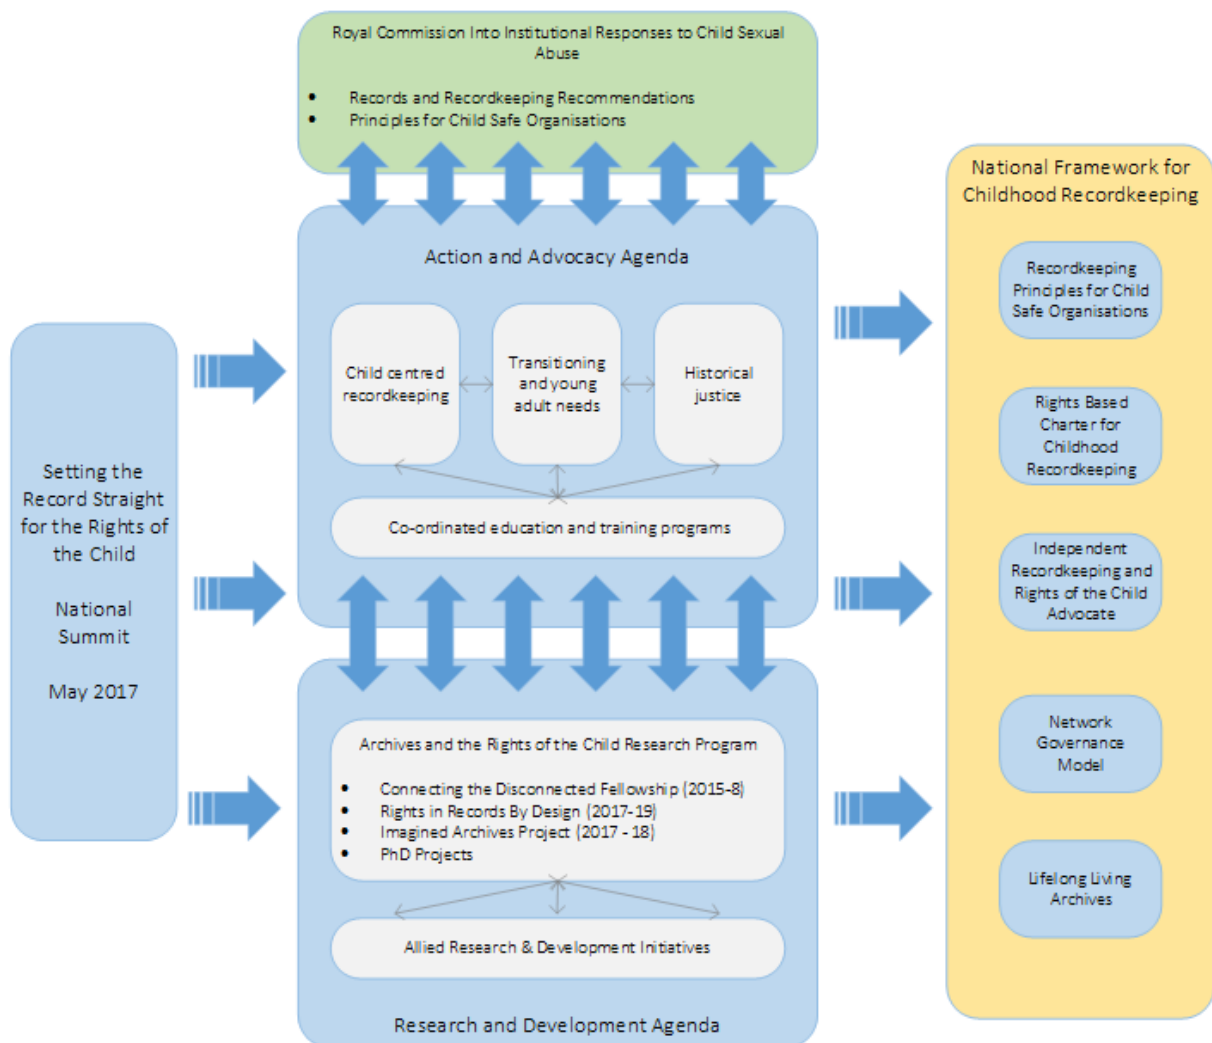 Royal Commission Into Institutional Responses to Child Sexual
Abuse
• Records and Recordkeeping Recommendations
• Principles for Child Safe Organisations
Setting the
Record Straight
for the Rights of
the Child
National
Summit
May 2017
Action and Advocacy Agenda
Child centred
recordkeeping
Transitioning
and young
adult needs
Historical
justice
Co-ordinated education and training programs
Archives and the Rights of the Child Research Program
• Connecting the Disconnected Fellowship (2015-8)
• Rights in Records By Design (2017-19)
• Imagined Archives Project (2017 - 18)
• PhD Projects
Allied Research & Development Initiatives
Research and Development Agenda
National Framework for
Childhood Recordkeeping
Recordkeeping
Principles for Child
Safe Organisations
Rights Based
Charter for
Childhood
Recordkeeping
Independent
Recordkeeping and
Rights of the Child
Advocate
Network
Governance
Model
Lifelong Living
Archives